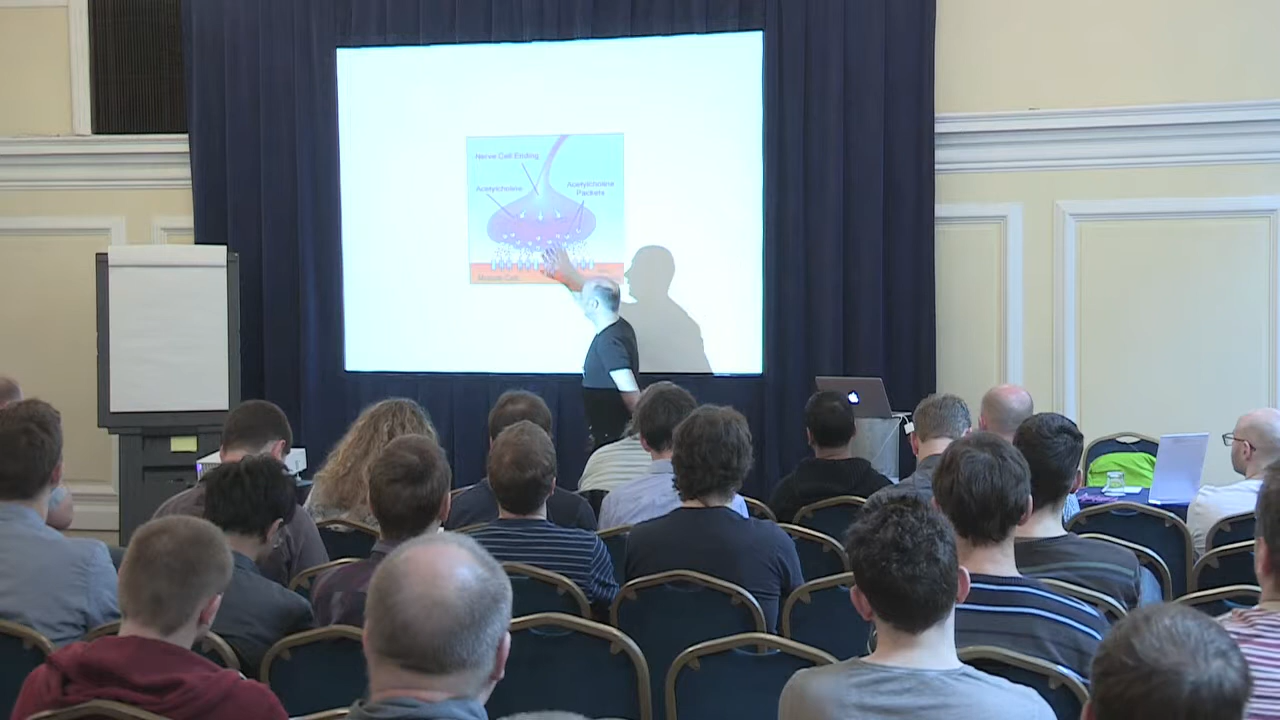 Nerve Cell Ending
Acetylcholine
Acetylcholine
Packets
Muscle Cell